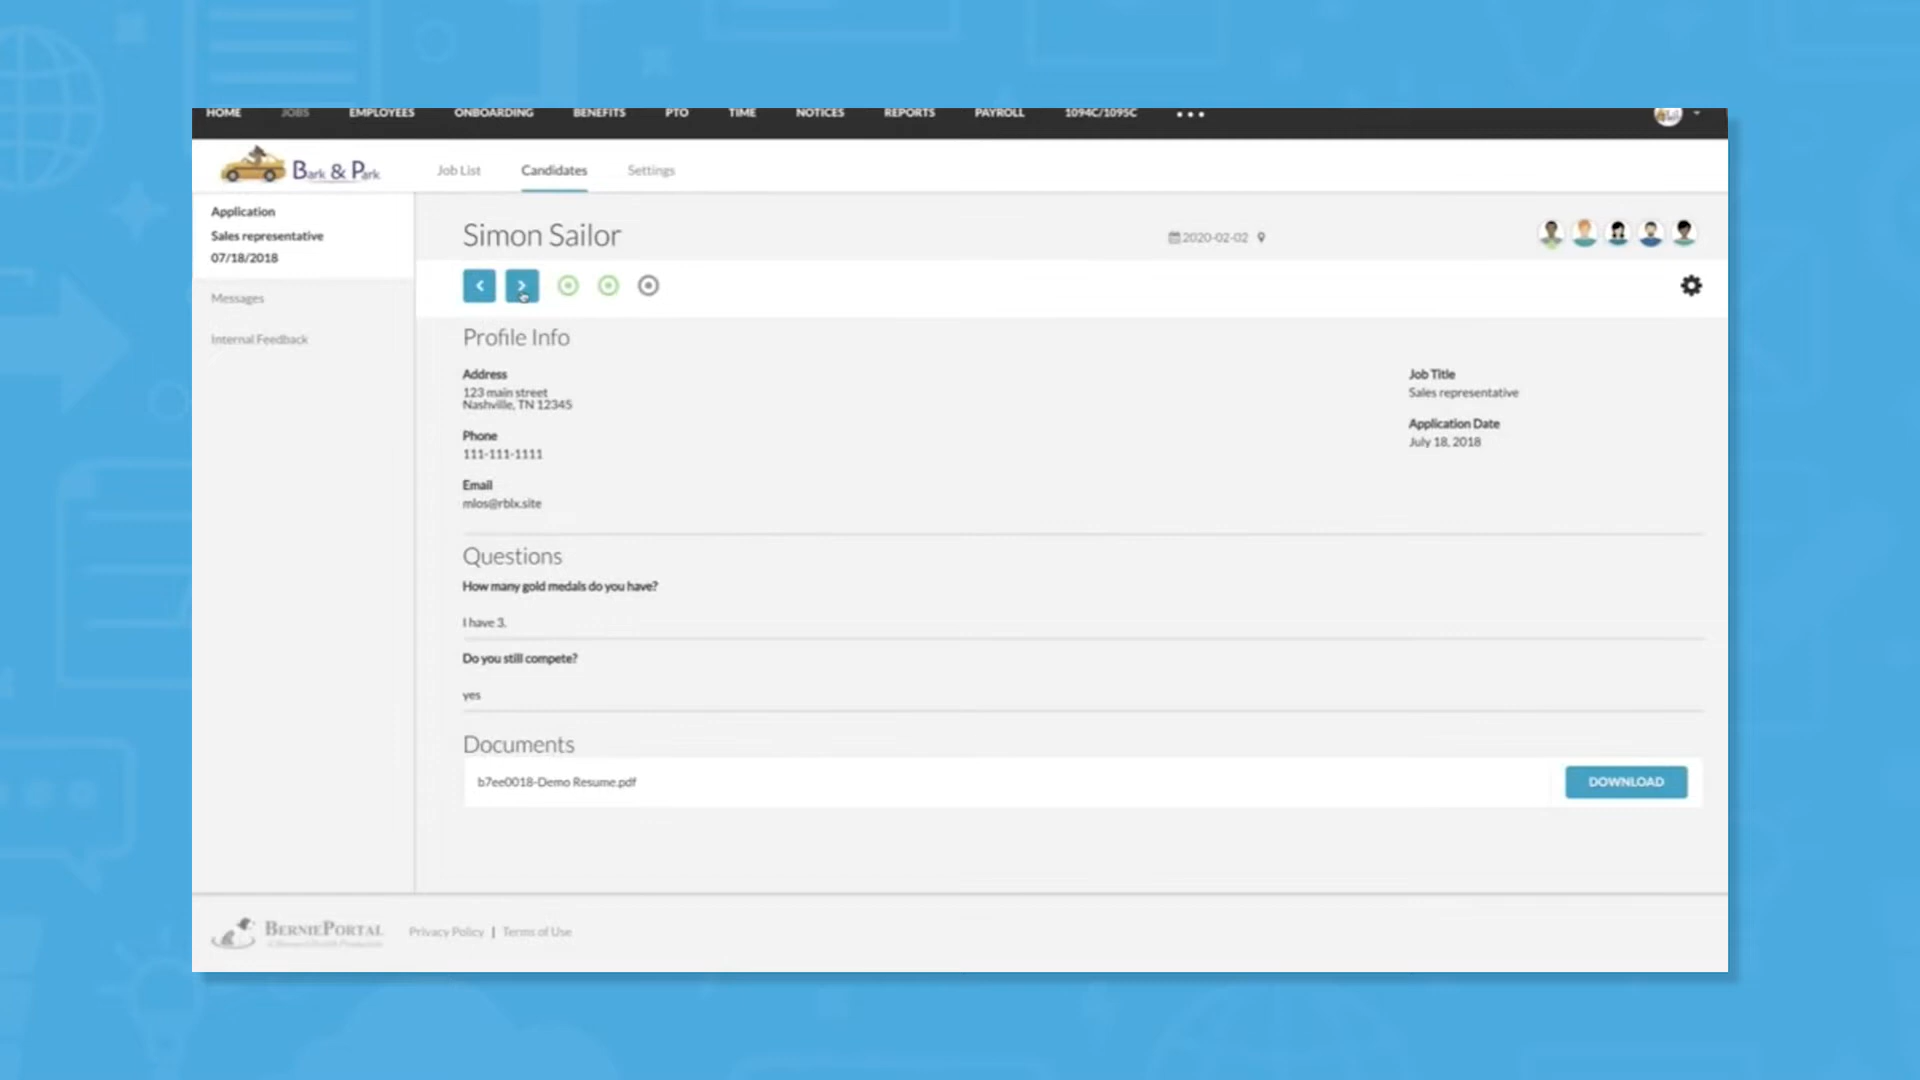 HOME JOBS EMPLOYEES ONBOARDING BENEFITS PTO TIME NOTICES REPORTS PAYROLL 1094C/1095C
Bark & Park Job List Candidates Settings
Application
Sales representative
07/18/2018
Messages
Internal Feedback
Simon Sailor 2020-02-02
Profile Info
Address
123 main street
Nashville, TN 12345
Phone
111-111-1111
Email
mlos@rblx.site
Job Title
Sales representative
Application Date
July 18, 2018
Questions
How many gold medals do you have?
I have 3.
Do you still compete?
yes
Documents
b7ee0018-Demo Resume.pdf DOWNLOAD
BERNIEPORTAL Privacy Policy | Terms of Use